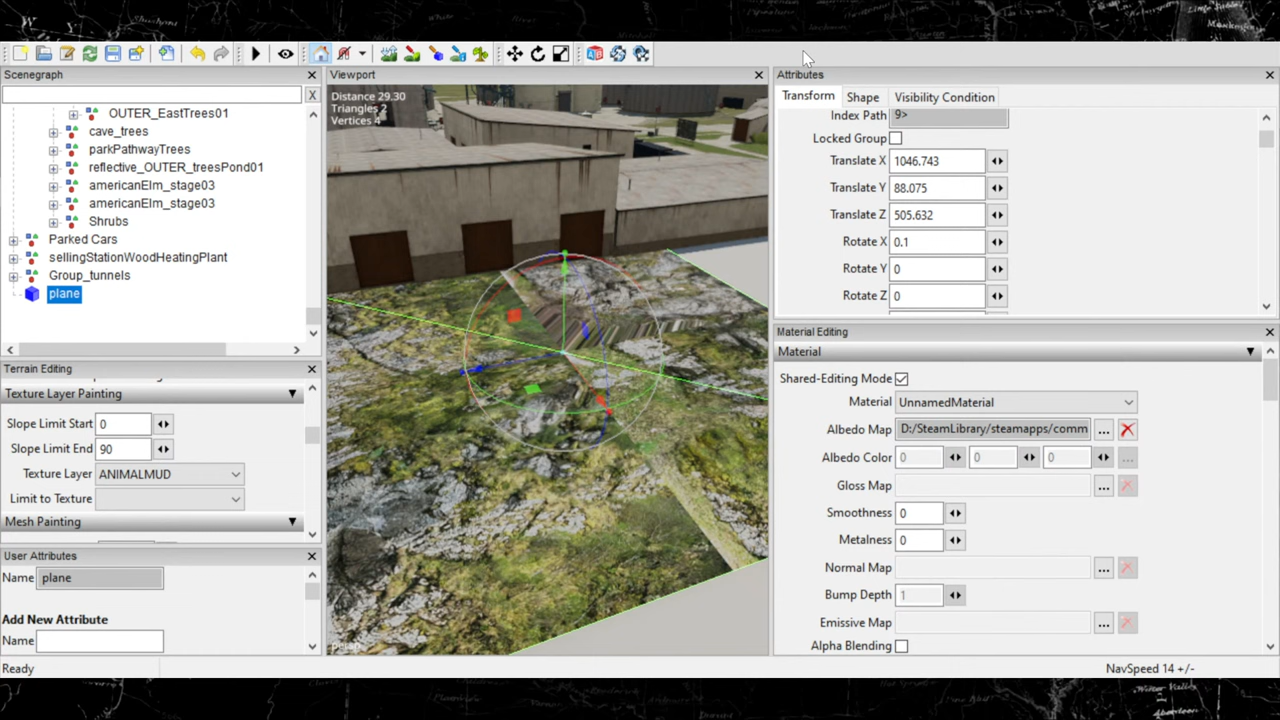 Scenegraph
X
OUTER_EastTrees01
cave_trees
parkPathwayTrees
reflective_OUTER_treesPond01
americanElm_stage03
americanElm_stage03
Shrubs
Parked Cars
sellingStationWoodHeatingPlant
Group_tunnels
plane
Terrain Editing
Texture Layer Painting
Slope Limit Start 0
Slope Limit End 90
Texture Layer ANIMALMUD
Limit to Texture
Mesh Painting
User Attributes
Name plane
Add New Attribute
Name
Ready
Viewport
Distance 29.30
Triangles 2
Vertices 4
persp
Attributes
Transform Shape Visibility Condition
Index Path 9>
Locked Group
Translate X 1046.743
Translate Y 88.075
Translate Z 505.632
Rotate X 0.1
Rotate Y 0
Rotate Z 0
Material Editing
Material
Shared-Editing Mode
Material UnnamedMaterial
Albedo Map D:/SteamLibrary/steamapps/comm ...
Albedo Color 0 0 0 ...
Gloss Map ...
Smoothness 0
Metalness 0
Normal Map ...
Bump Depth 1
Emissive Map ...
Alpha Blending
NavSpeed 14 +/-